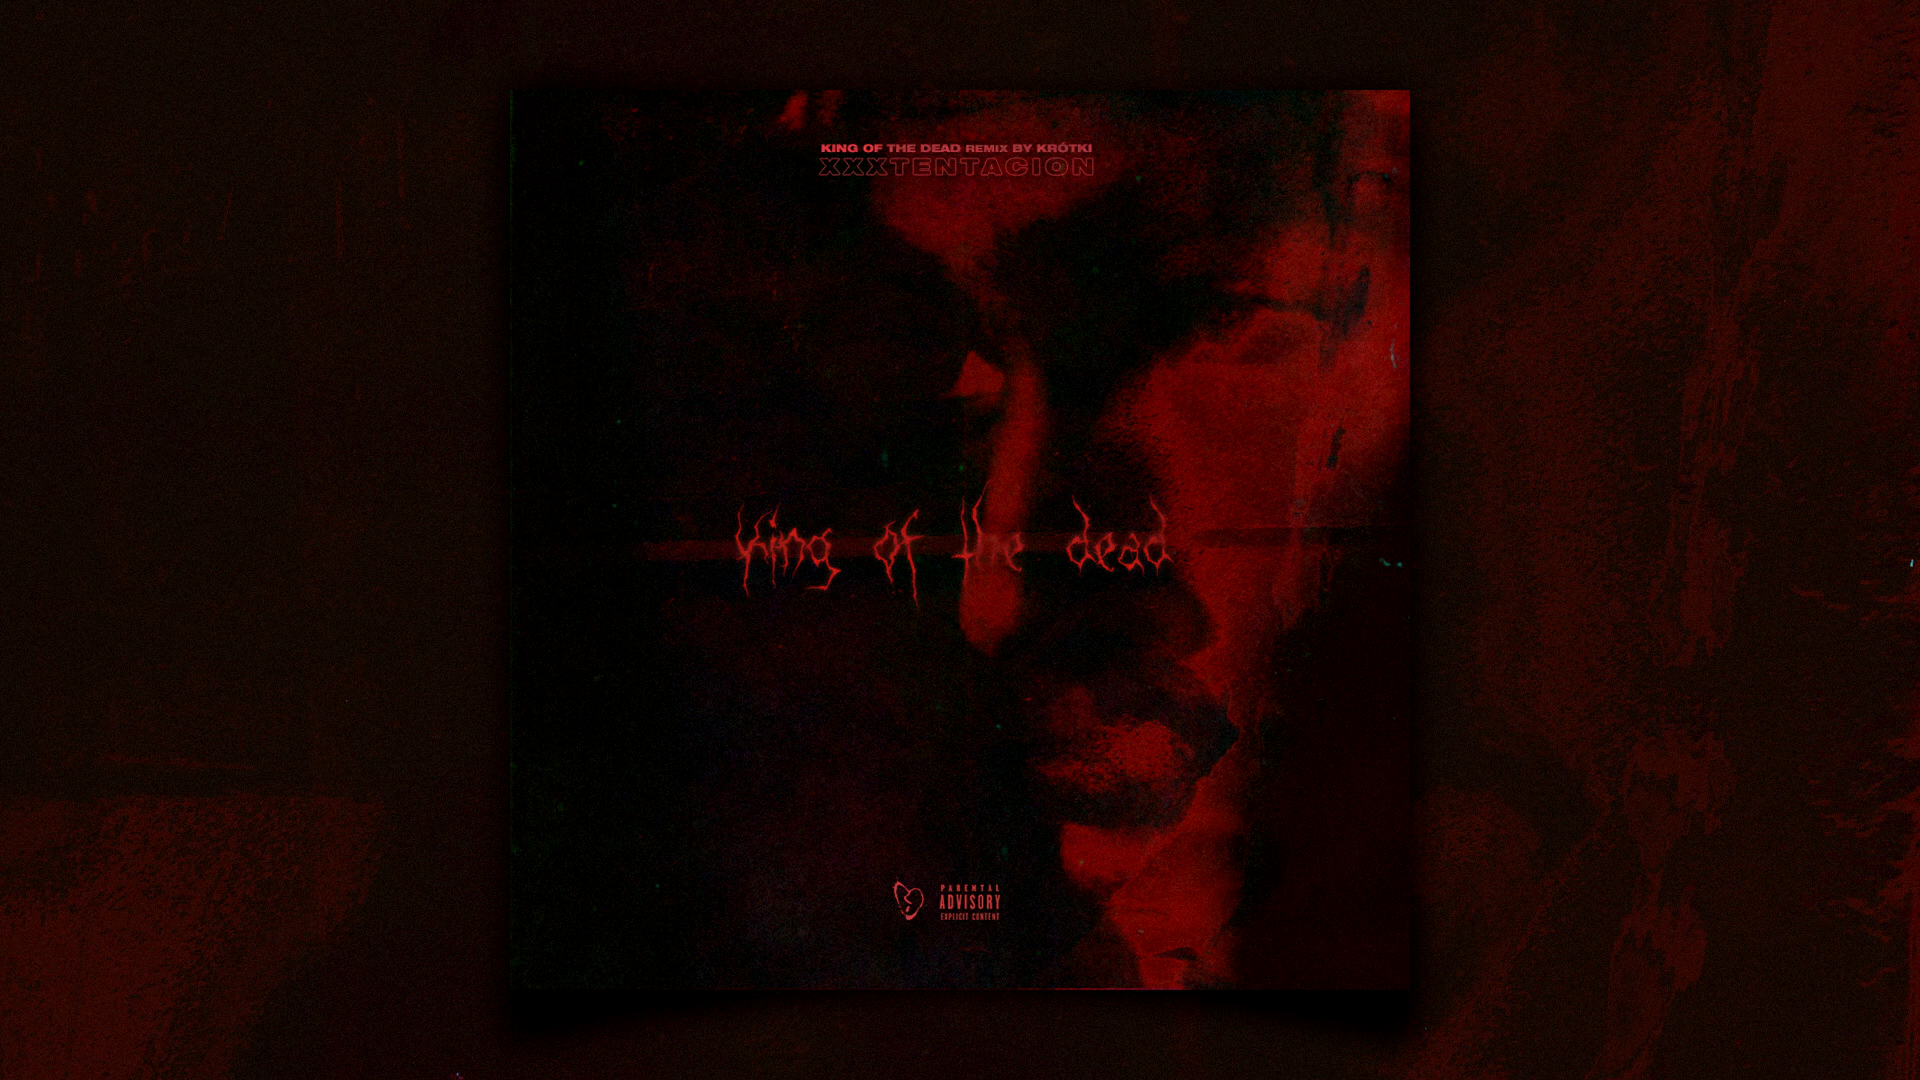 KING OF THE DEAD REMIX BY KRÓTKI
XXXTENTACION
king of the dead
PARENTAL
ADVISORY
EXPLICIT CONTENT